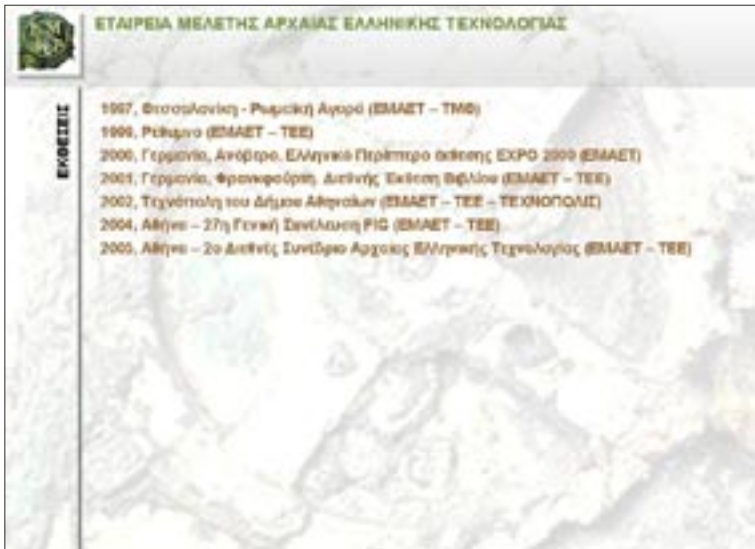 ΕΤΑΙΡΕΙΑ ΜΕΛΕΤΗΣ ΑΡΧΑΙΑΣ ΕΛΛΗΝΙΚΗΣ ΤΕΧΝΟΛΟΓΙΑΣ
ΕΚΘΕΣΕΙΣ
1997, Θεσσαλονίκη - Ρωμαϊκή Αγορά (ΕΜΑΕΤ – ΤΜΘ)
1999, Ρέθυμνο (ΕΜΑΕΤ – ΤΕΕ)
2000, Γερμανία, Ανόβερο, Ελληνικό Περίπτερο έκθεσης EXPO 2000 (ΕΜΑΕΤ)
2001, Γερμανία, Φρανκφούρτη, Διεθνής Έκθεση Βιβλίου (ΕΜΑΕΤ – ΤΕΕ)
2002, Τεχνόπολη του Δήμου Αθηναίων (ΕΜΑΕΤ – ΤΕΕ – ΤΕΧΝΟΠΟΛΙΣ)
2004, Αθήνα – 27η Γενική Συνέλευση FIG (ΕΜΑΕΤ – ΤΕΕ)
2005, Αθήνα – 2ο Διεθνές Συνέδριο Αρχαίας Ελληνικής Τεχνολογίας (ΕΜΑΕΤ – ΤΕΕ)